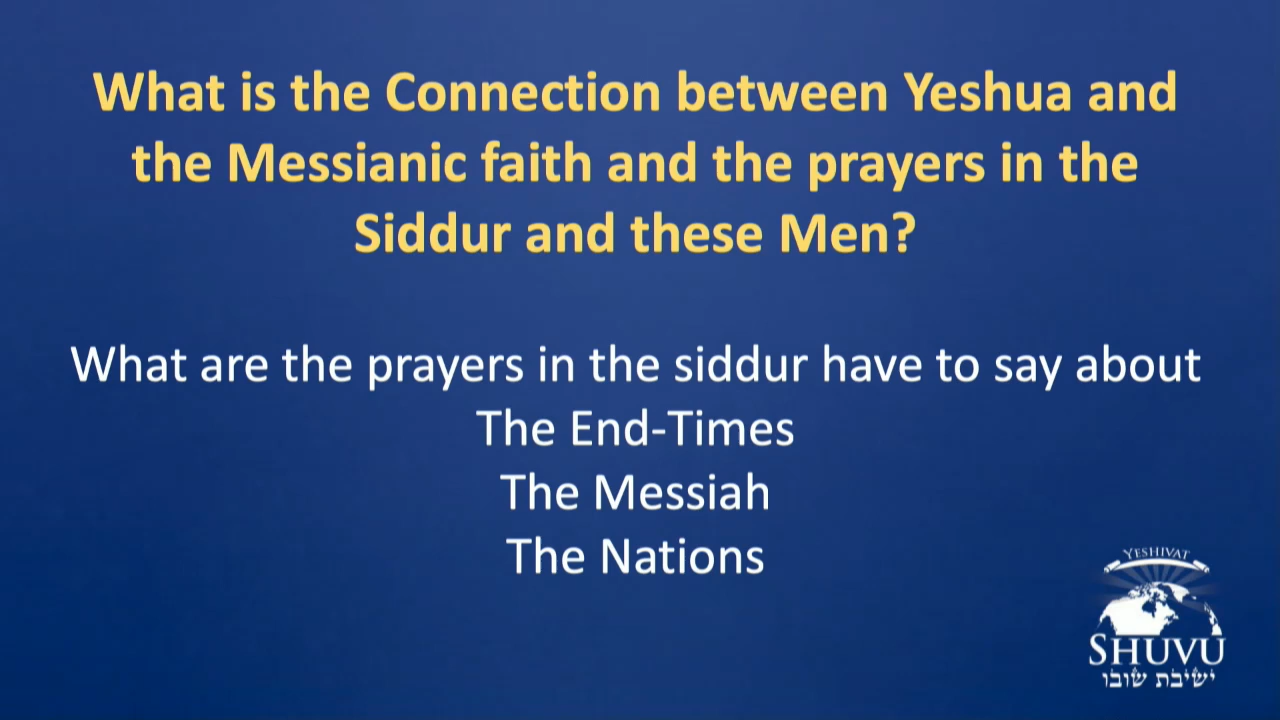 What is the Connection between Yeshua and
the Messianic faith and the prayers in the
Siddur and these Men?
What are the prayers in the siddur have to say about
The End-Times
The Messiah
The Nations
YESHIVAT
SHUVU
ישיבת שובו